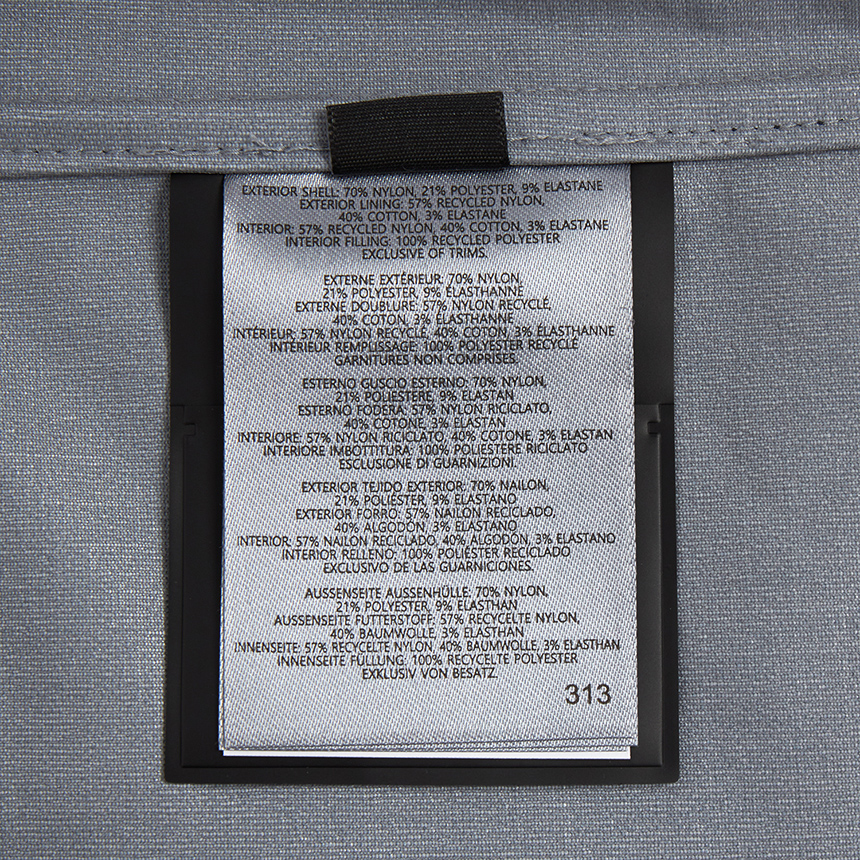 EXTERIOR SHELL: 70% NYLON, 21% POLYESTER, 9% ELASTANE
EXTERIOR LINING: 57% RECYCLED NYLON,
40% COTTON, 3% ELASTANE
INTERIOR: 57% RECYCLED NYLON, 40% COTTON, 3% ELASTANE
INTERIOR FILLING: 100% RECYCLED POLYESTER
EXCLUSIVE OF TRIMS.
EXTERNE EXTÉRIEUR: 70% NYLON,
21% POLYESTER, 9% ÉLASTHANNE
EXTERNE DOUBLURE: 57% NYLON RECYCLÉ,
40% COTON, 3% ÉLASTHANNE
INTÉRIEUR: 57% NYLON RECYCLÉ, 40% COTON, 3% ÉLASTHANNE
INTÉRIEUR REMPLISSAGE: 100% POLYESTER RECYCLÉ
GARNITURES NON COMPRISES.
ESTERNO GUSCIO ESTERNO: 70% NYLON,
21% POLIESTERE, 9% ELASTAN
ESTERNO FODERA: 57% NYLON RICICLATO,
40% COTONE, 3% ELASTAN
INTERIORE: 57% NYLON RICICLATO, 40% COTONE, 3% ELASTAN
INTERIORE IMBOTTITURA: 100% POLIESTERE RICICLATO
ESCLUSIONE DI GUARNIZIONI.
EXTERIOR TEJIDO EXTERIOR: 70% NAILON,
21% POLIÉSTER, 9% ELASTANO
EXTERIOR FORRO: 57% NAILON RECICLADO,
40% ALGODÓN, 3% ELASTANO
INTERIOR: 57% NAILON RECICLADO, 40% ALGODÓN, 3% ELASTANO
INTERIOR RELLENO: 100% POLIÉSTER RECICLADO
EXCLUSIVO DE LAS GUARNICIONES.
AUSSENSEITE AUSSENHÜLLE: 70% NYLON,
21% POLYESTER, 9% ELASTHAN
AUSSENSEITE FUTTERSTOFF: 57% RECYCELTE NYLON,
40% BAUMWOLLE, 3% ELASTHAN
INNENSEITE: 57% RECYCELTE NYLON, 40% BAUMWOLLE, 3% ELASTHAN
INNENSEITE FÜLLUNG: 100% RECYCELTE POLYESTER
EXKLUSIV VON BESATZ.
313